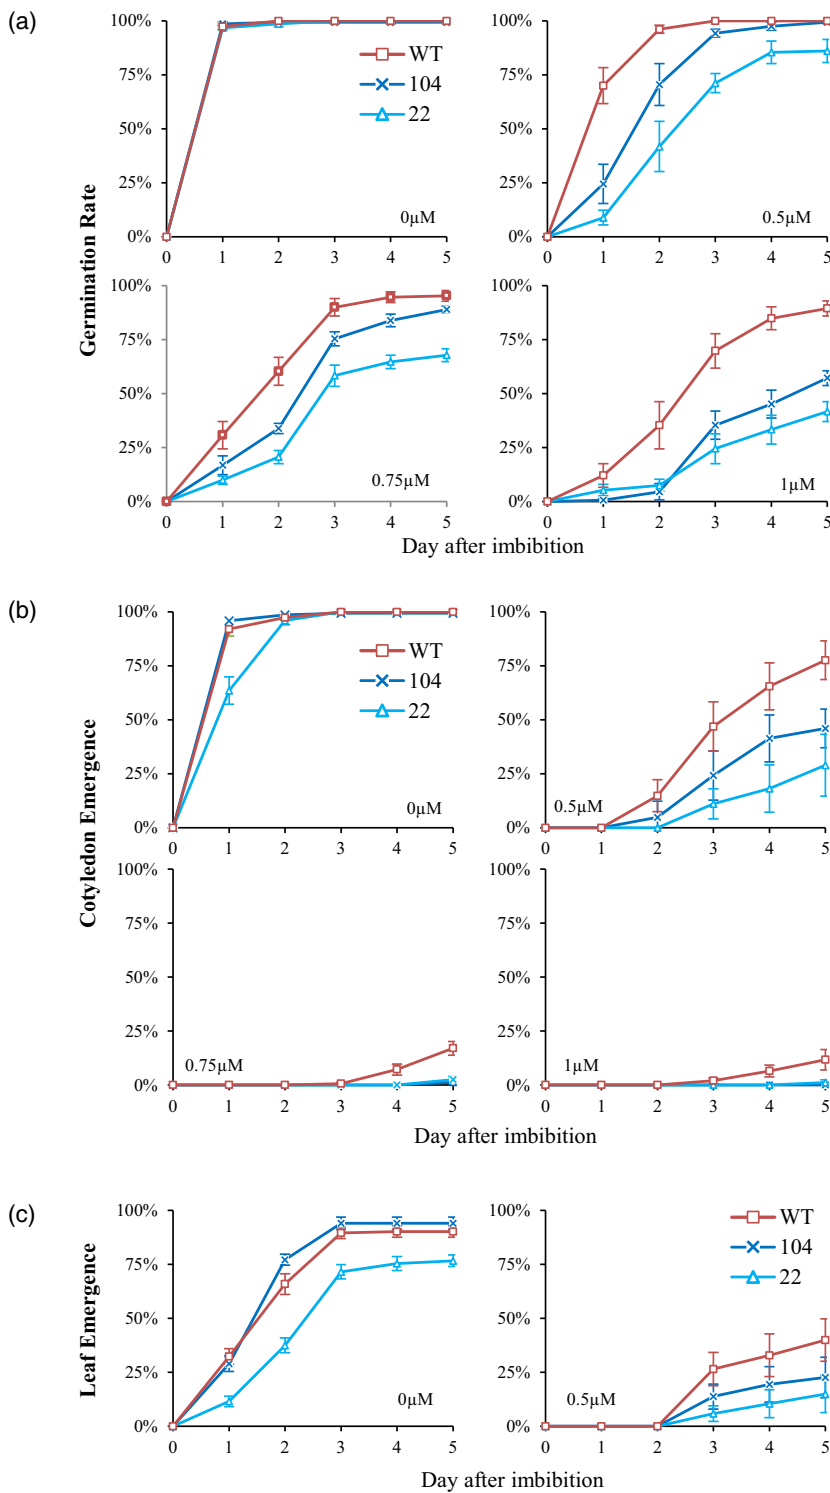 (a)
100%
75%
50%
25%
0%
WT
104
22
0µM
0 1 2 3 4 5
100%
75%
50%
25%
0%
0.5µM
0 1 2 3 4 5
Germination Rate
100%
75%
50%
25%
0%
0.75µM
0 1 2 3 4 5
100%
75%
50%
25%
0%
1µM
0 1 2 3 4 5
Day after imbibition
(b)
100%
75%
50%
25%
0%
WT
104
22
0µM
0 1 2 3 4 5
100%
75%
50%
25%
0%
0.5µM
0 1 2 3 4 5
Cotyledon Emergence
100%
75%
50%
25%
0%
0.75µM
0 1 2 3 4 5
100%
75%
50%
25%
0%
1µM
0 1 2 3 4 5
Day after imbibition
(c)
Leaf Emergence
100%
75%
50%
25%
0%
0µM
0 1 2 3 4 5
100%
75%
50%
25%
0%
WT
104
22
0.5µM
0 1 2 3 4 5
Day after imbibition